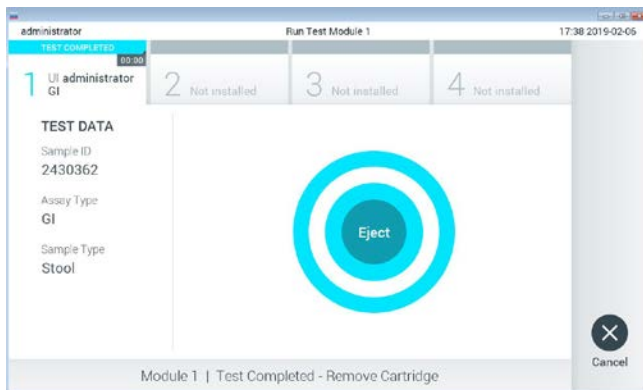 administrator Run Test Module 1 17:38 2019-02-05
TEST COMPLETED
00:00
1 UI administrator
GI
2 Not installed
3 Not installed
4 Not installed
TEST DATA
Sample ID
2430362
Assay Type
GI
Sample Type
Stool
Eject
Cancel
Module 1 | Test Completed - Remove Cartridge